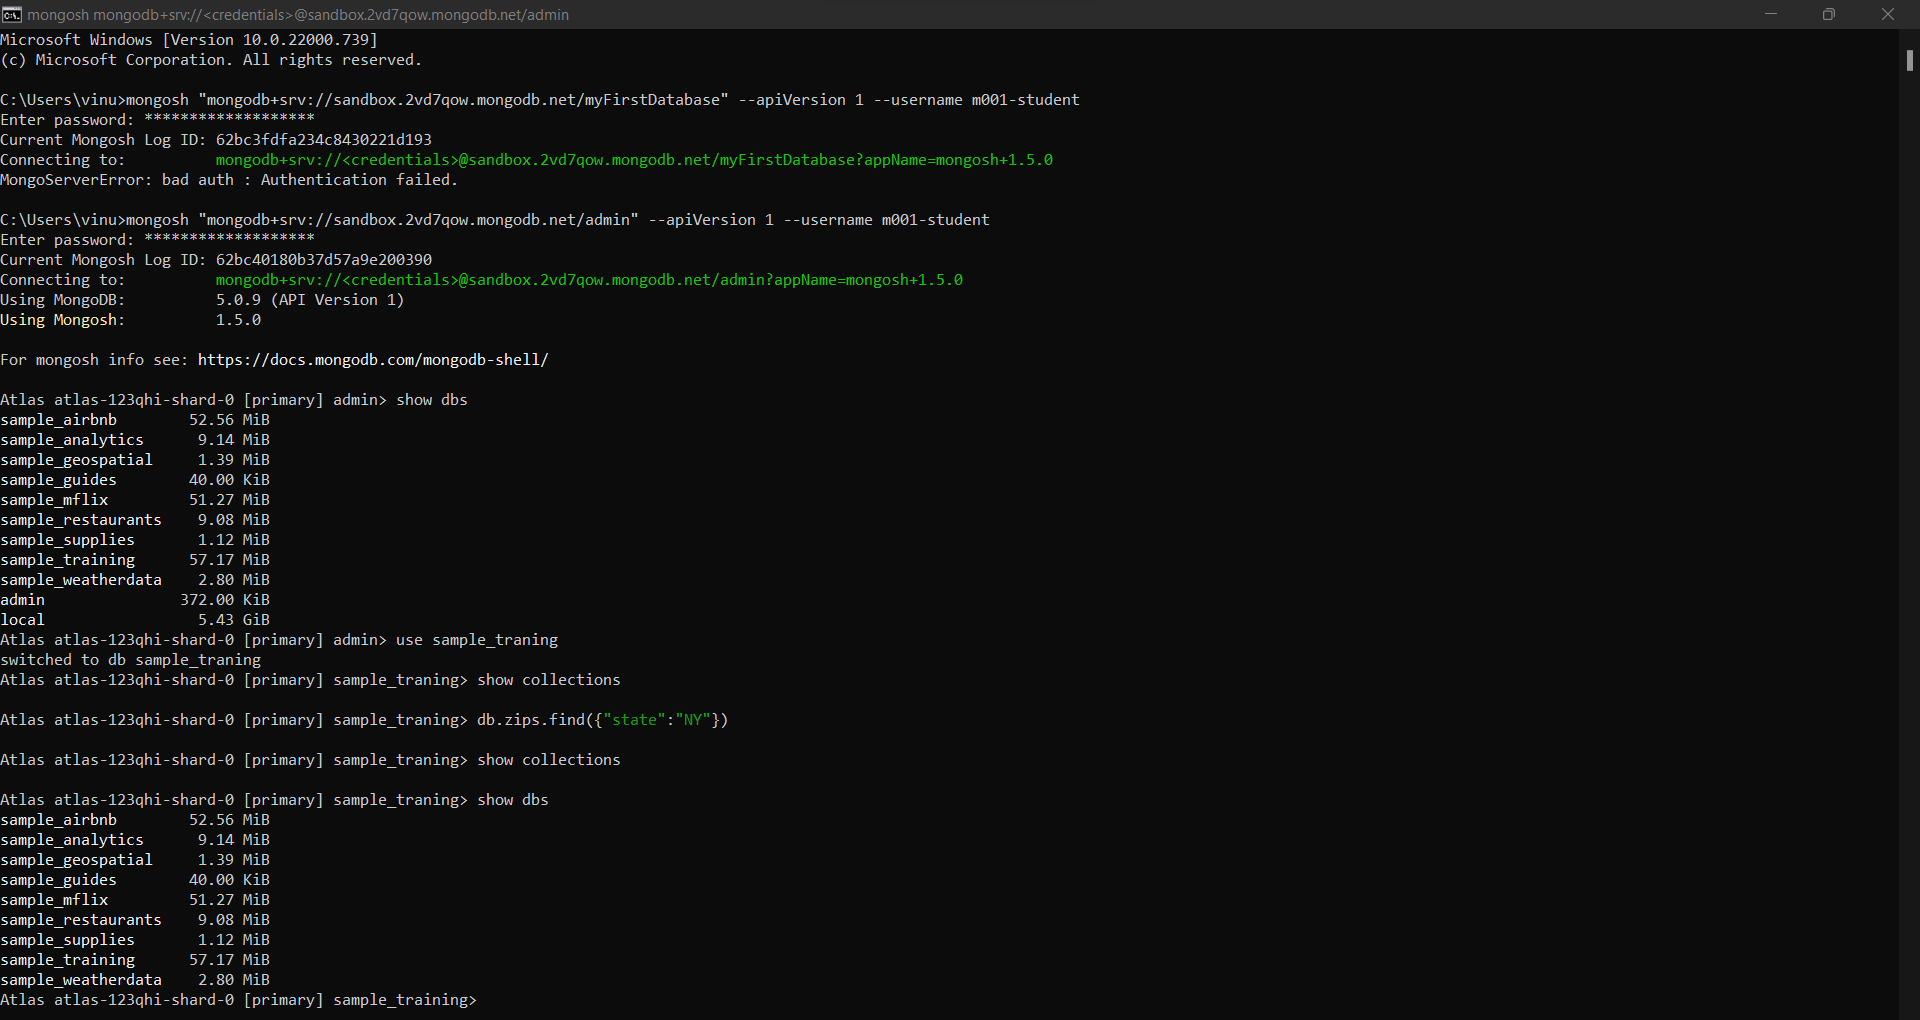 mongosh mongodb+srv://<credentials>@sandbox.2vd7qow.mongodb.net/admin
Microsoft Windows [Version 10.0.22000.739]
(c) Microsoft Corporation. All rights reserved.
C:\Users\vinu>mongosh "mongodb+srv://sandbox.2vd7qow.mongodb.net/myFirstDatabase" --apiVersion 1 --username m001-student
Enter password: *******************
Current Mongosh Log ID: 62bc3fdfa234c8430221d193
Connecting to:          mongodb+srv://<credentials>@sandbox.2vd7qow.mongodb.net/myFirstDatabase?appName=mongosh+1.5.0
MongoServerError: bad auth : Authentication failed.
C:\Users\vinu>mongosh "mongodb+srv://sandbox.2vd7qow.mongodb.net/admin" --apiVersion 1 --username m001-student
Enter password: *******************
Current Mongosh Log ID: 62bc40180b37d57a9e200390
Connecting to:          mongodb+srv://<credentials>@sandbox.2vd7qow.mongodb.net/admin?appName=mongosh+1.5.0
Using MongoDB:          5.0.9 (API Version 1)
Using Mongosh:          1.5.0
For mongosh info see: https://docs.mongodb.com/mongodb-shell/
Atlas atlas-123qhi-shard-0 [primary] admin> show dbs
sample_airbnb        52.56 MiB
sample_analytics      9.14 MiB
sample_geospatial     1.39 MiB
sample_guides        40.00 KiB
sample_mflix         51.27 MiB
sample_restaurants    9.08 MiB
sample_supplies       1.12 MiB
sample_training      57.17 MiB
sample_weatherdata    2.80 MiB
admin               372.00 KiB
local                 5.43 GiB
Atlas atlas-123qhi-shard-0 [primary] admin> use sample_traning
switched to db sample_traning
Atlas atlas-123qhi-shard-0 [primary] sample_traning> show collections
Atlas atlas-123qhi-shard-0 [primary] sample_traning> db.zips.find({"state":"NY"})
Atlas atlas-123qhi-shard-0 [primary] sample_traning> show collections
Atlas atlas-123qhi-shard-0 [primary] sample_traning> show dbs
sample_airbnb        52.56 MiB
sample_analytics      9.14 MiB
sample_geospatial     1.39 MiB
sample_guides        40.00 KiB
sample_mflix         51.27 MiB
sample_restaurants    9.08 MiB
sample_supplies       1.12 MiB
sample_training      57.17 MiB
sample_weatherdata    2.80 MiB
Atlas atlas-123qhi-shard-0 [primary] sample_training>